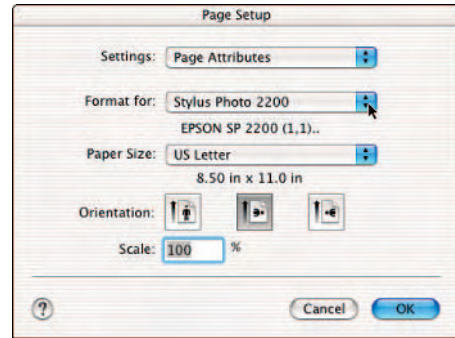 Page Setup
Settings: Page Attributes
Format for: Stylus Photo 2200
EPSON SP 2200 (1,1)..
Paper Size: US Letter
8.50 in x 11.0 in
Orientation:
Scale: 100 %
? Cancel OK